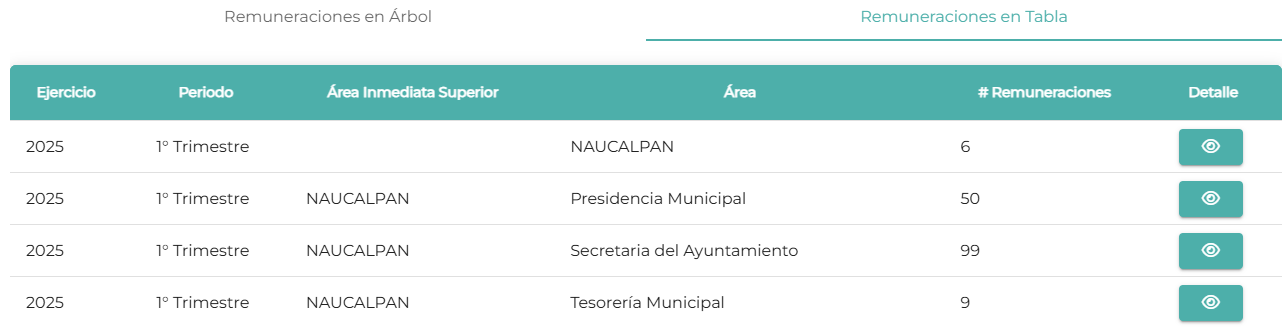 Remuneraciones en Árbol Remuneraciones en Tabla
Ejercicio Periodo Área Inmediata Superior Área # Remuneraciones Detalle
2025 1° Trimestre NAUCALPAN 6
2025 1° Trimestre NAUCALPAN Presidencia Municipal 50
2025 1° Trimestre NAUCALPAN Secretaria del Ayuntamiento 99
2025 1° Trimestre NAUCALPAN Tesorería Municipal 9